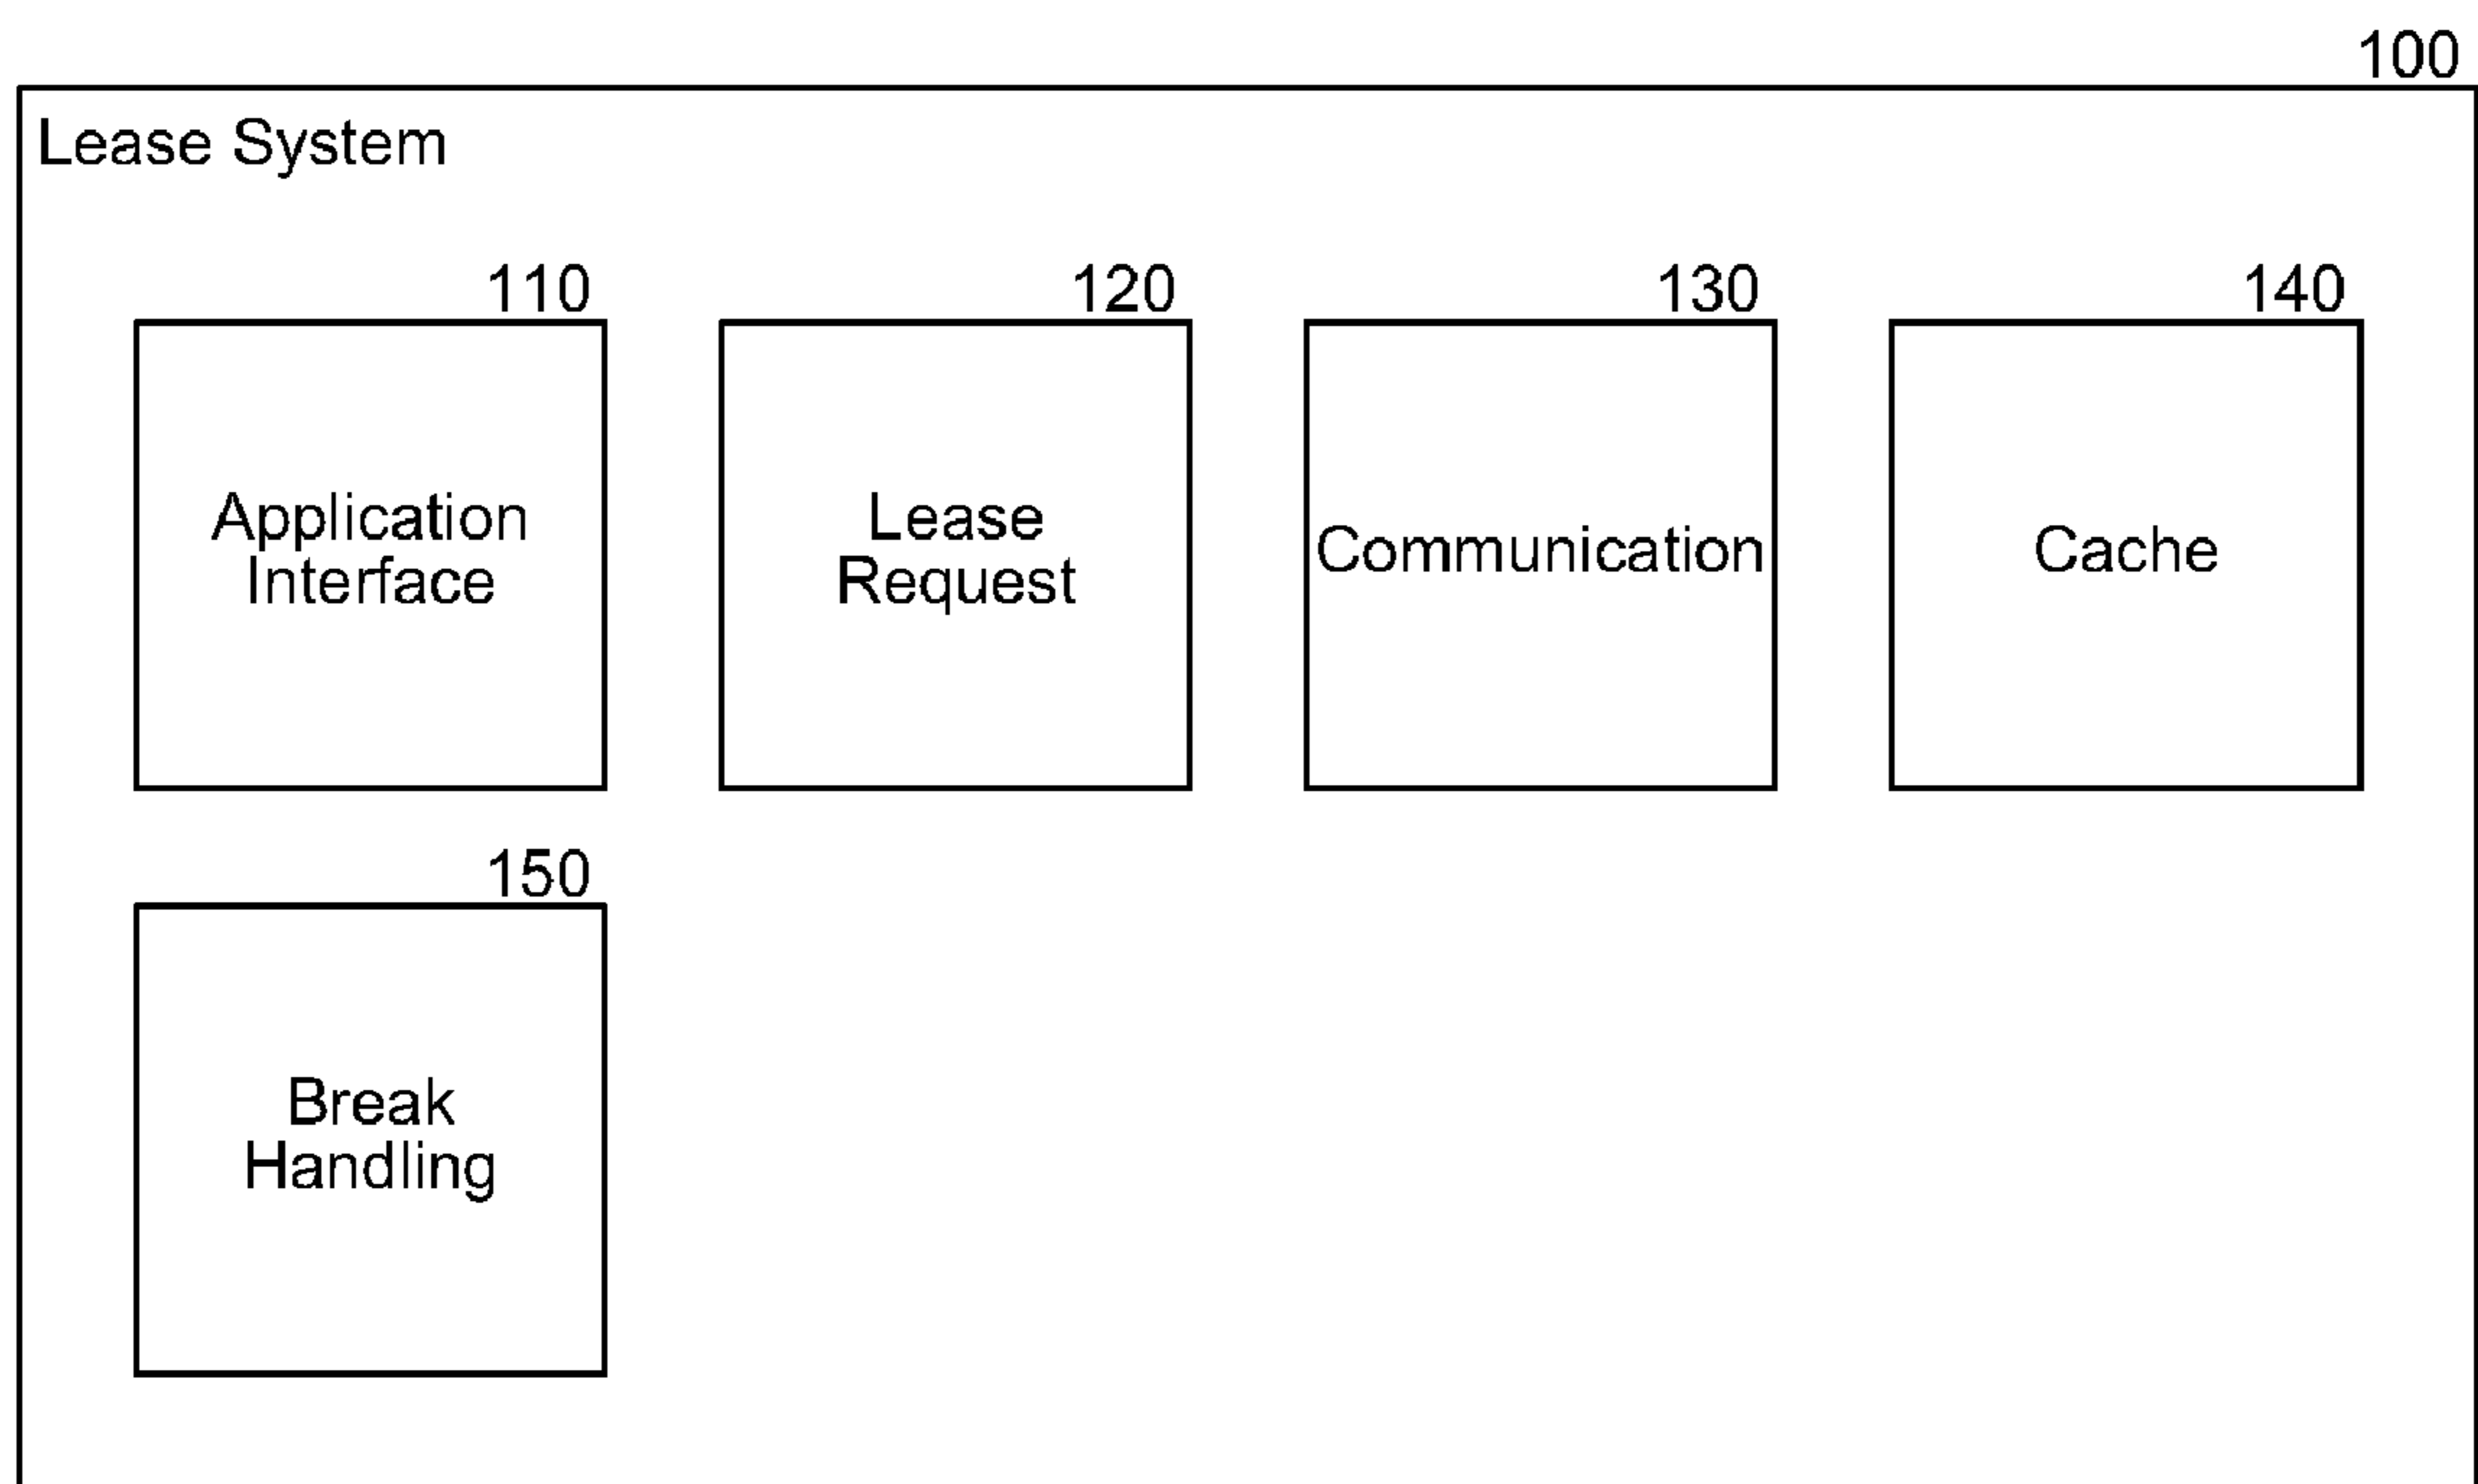 100
Lease System
110
120
130
140
Application
Interface
Lease
Request
Communication
Cache
150
Break
Handling